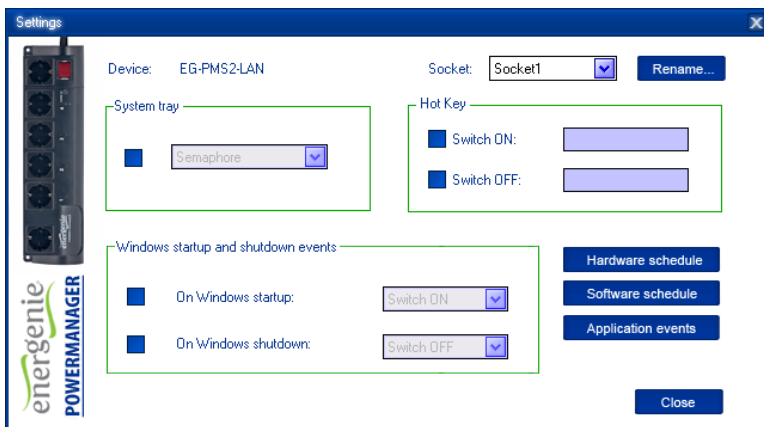 Settings
Device: EG-PMS2-LAN Socket: Socket1 Rename...
System tray
Semaphore
Hot Key
Switch ON:
Switch OFF:
Windows startup and shutdown events
On Windows startup: Switch ON
On Windows shutdown: Switch OFF
Hardware schedule
Software schedule
Application events
Close
energenie
POWERMANAGER
energenie